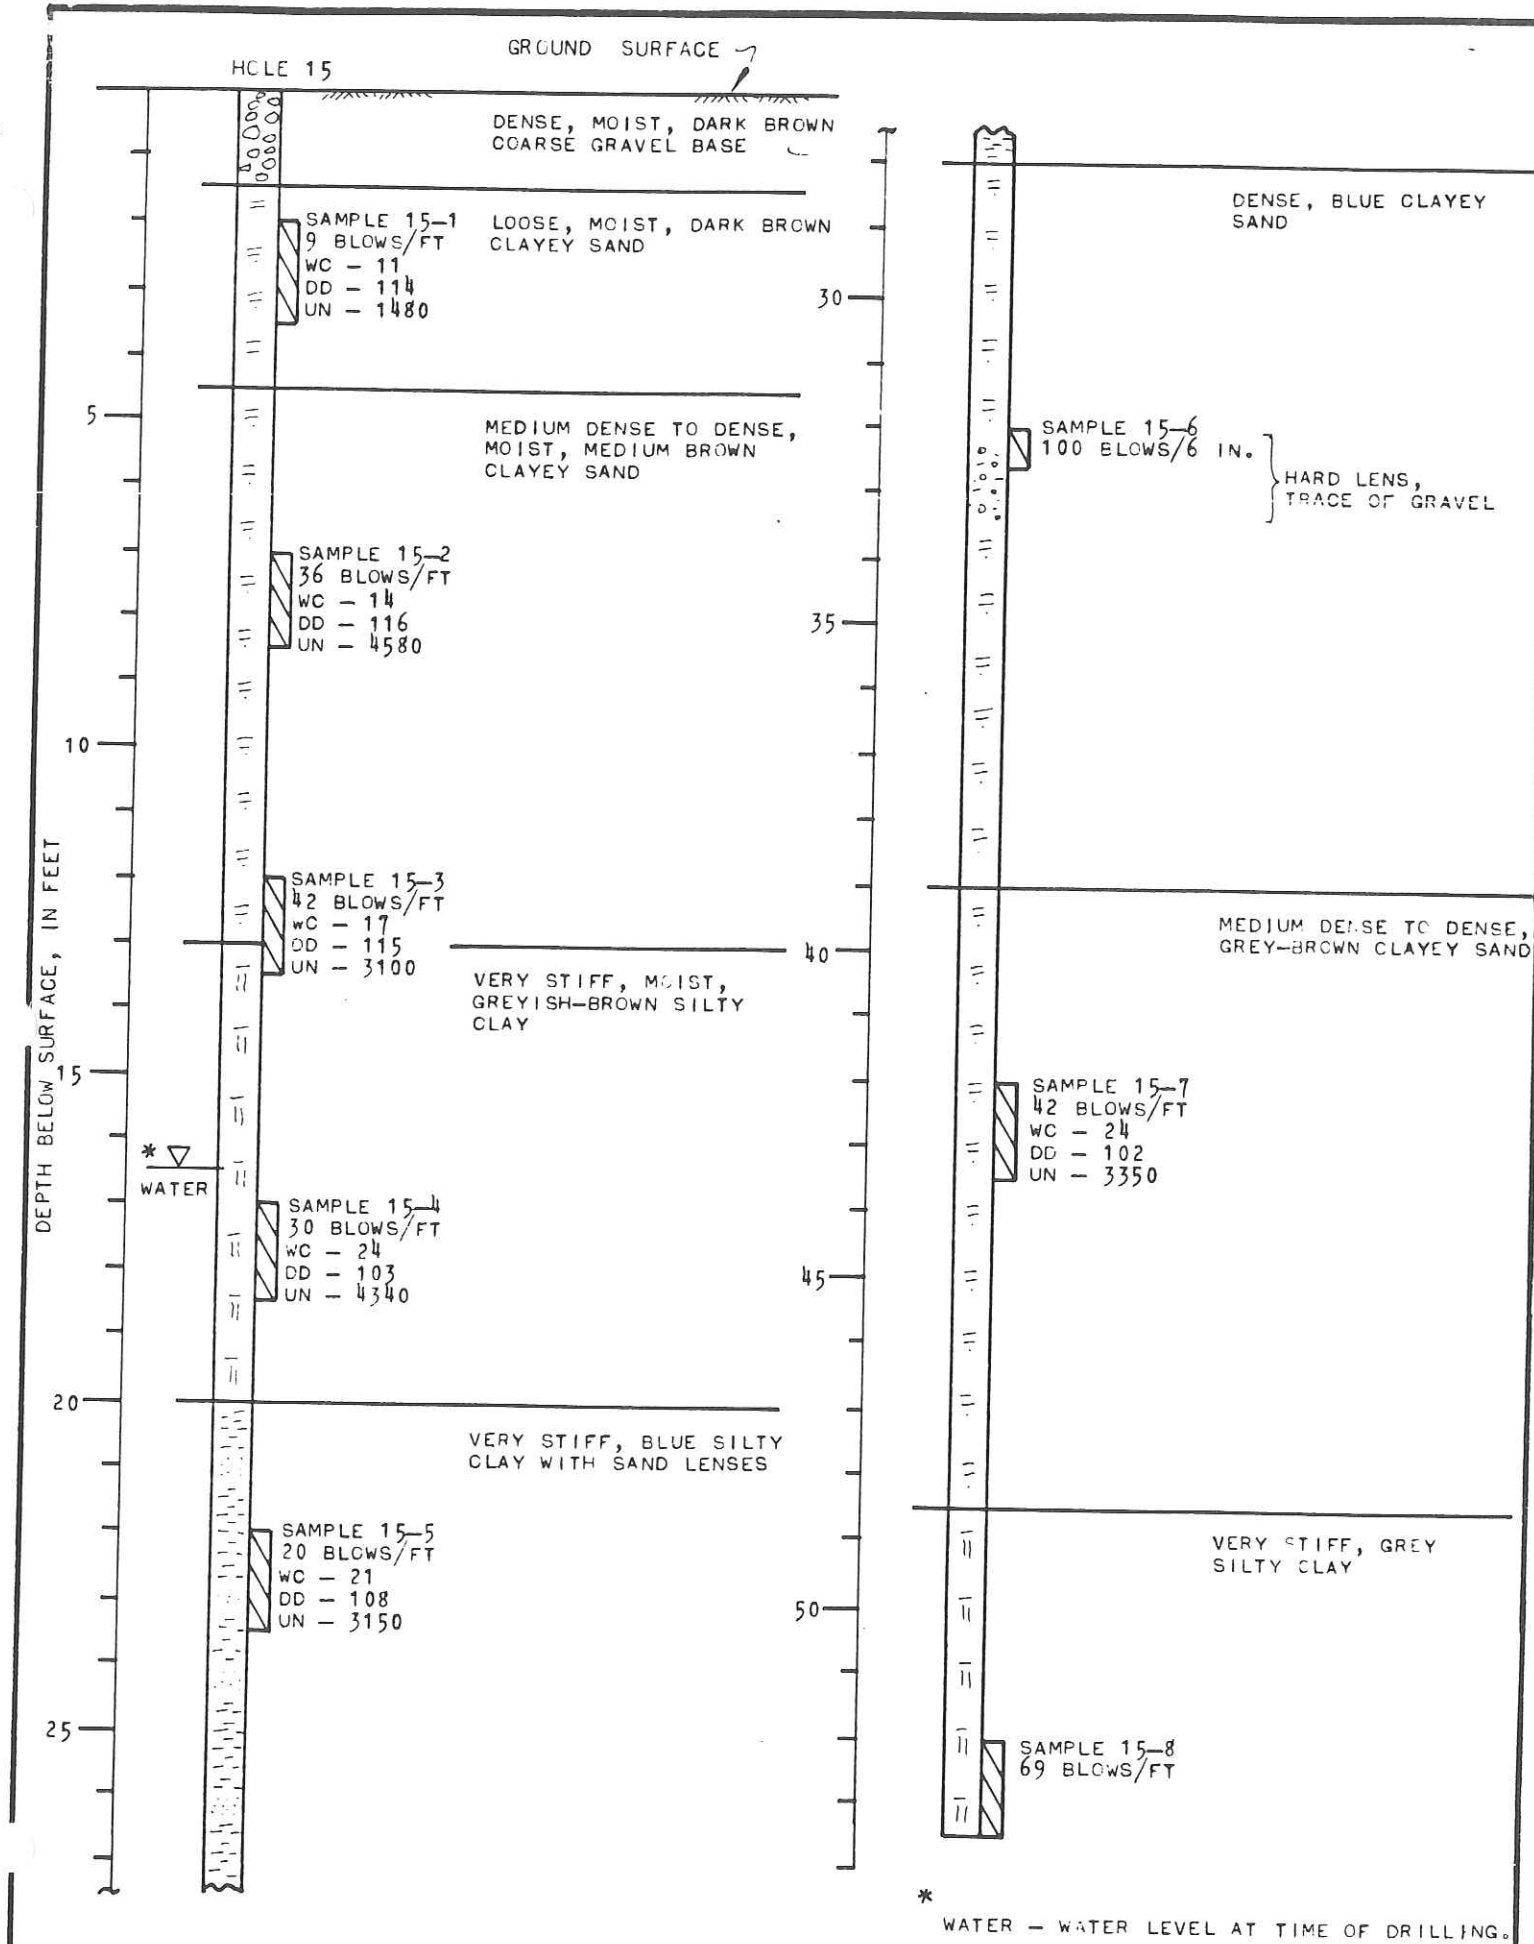 GROUND SURFACE
HOLE 15
DENSE, MOIST, DARK BROWN
COARSE GRAVEL BASE
SAMPLE 15-1
9 BLOWS/FT
WC - 11
DD - 114
UN - 1480
LOOSE, MOIST, DARK BROWN
CLAYEY SAND
5
MEDIUM DENSE TO DENSE,
MOIST, MEDIUM BROWN
CLAYEY SAND
SAMPLE 15-2
36 BLOWS/FT
WC - 14
DD - 116
UN - 4580
10
SAMPLE 15-3
42 BLOWS/FT
WC - 17
DD - 115
UN - 3100
VERY STIFF, MOIST,
GREYISH-BROWN SILTY
CLAY
DEPTH BELOW SURFACE, IN FEET
15
*
WATER
SAMPLE 15-4
30 BLOWS/FT
WC - 24
DD - 103
UN - 4340
20
VERY STIFF, BLUE SILTY
CLAY WITH SAND LENSES
SAMPLE 15-5
20 BLOWS/FT
WC - 21
DD - 108
UN - 3150
25
DENSE, BLUE CLAYEY
SAND
30
SAMPLE 15-6
100 BLOWS/6 IN.
HARD LENS,
TRACE OF GRAVEL
35
MEDIUM DENSE TO DENSE,
GREY-BROWN CLAYEY SAND
40
SAMPLE 15-7
42 BLOWS/FT
WC - 24
DD - 102
UN - 3350
45
VERY STIFF, GREY
SILTY CLAY
50
SAMPLE 15-8
69 BLOWS/FT
*
WATER - WATER LEVEL AT TIME OF DRILLING.